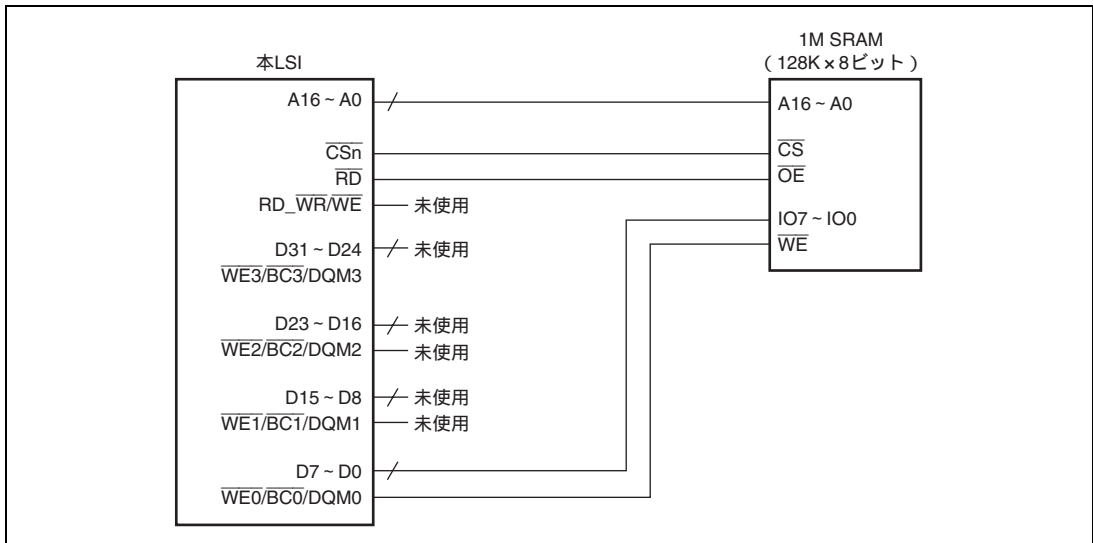 本LSI
A16 ~ A0
CSn
RD
RD_WR/WE
未使用
D31 ~ D24
未使用
WE3/BC3/DQM3
D23 ~ D16
未使用
WE2/BC2/DQM2
未使用
D15 ~ D8
未使用
WE1/BC1/DQM1
未使用
D7 ~ D0
WE0/BC0/DQM0
1M SRAM
( 128K × 8ビット )
A16 ~ A0
CS
OE
IO7 ~ IO0
WE